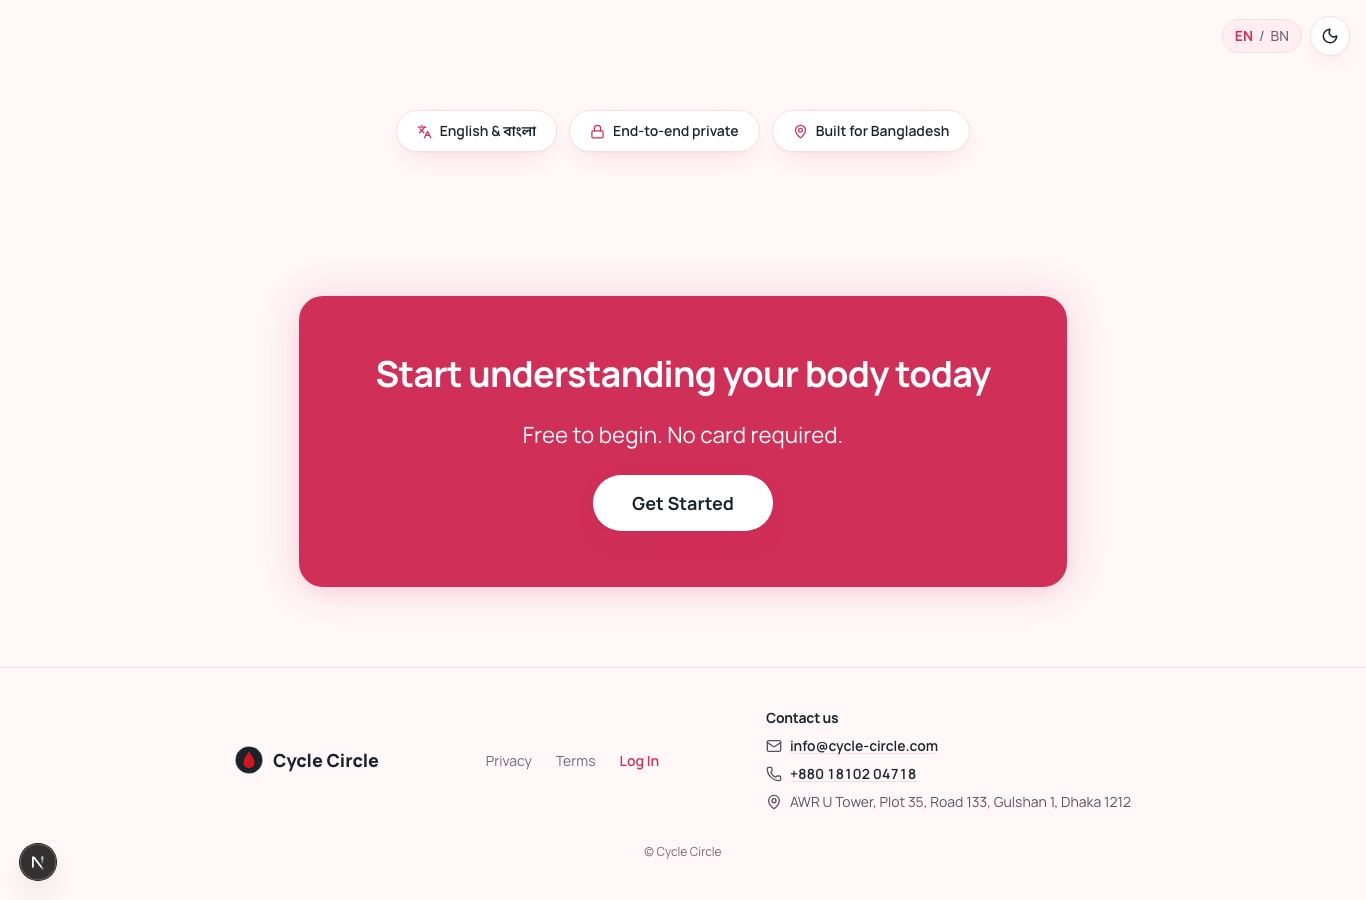 EN / BN
English & বাংলা
End-to-end private
Built for Bangladesh
Start understanding your body today
Free to begin. No card required.
Get Started
Contact us
info@cycle-circle.com
Cycle Circle
Privacy
Terms
Log In
+880 18102 04718
AWR U Tower, Plot 35, Road 133, Gulshan 1, Dhaka 1212
© Cycle Circle
N